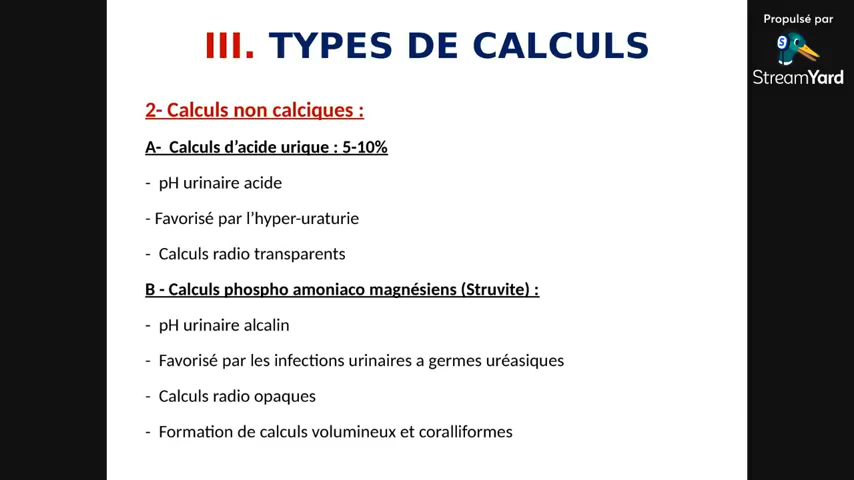 III. TYPES DE CALCULS
Propulsé par
StreamYard
2- Calculs non calciques :
A- Calculs d’acide urique : 5-10%
- pH urinaire acide
- Favorisé par l’hyper-uraturie
- Calculs radio transparents
B - Calculs phospho amoniaco magnésiens (Struvite) :
- pH urinaire alcalin
- Favorisé par les infections urinaires a germes uréasiques
- Calculs radio opaques
- Formation de calculs volumineux et coralliformes